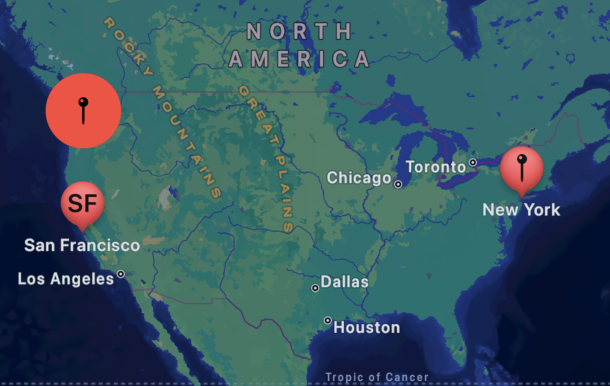 NORTH
AMERICA
ROCKY MOUNTAINS
GREAT PLAINS
Toronto
Chicago
SF
New York
San Francisco
Los Angeles
Dallas
Houston
Tropic of Cancer